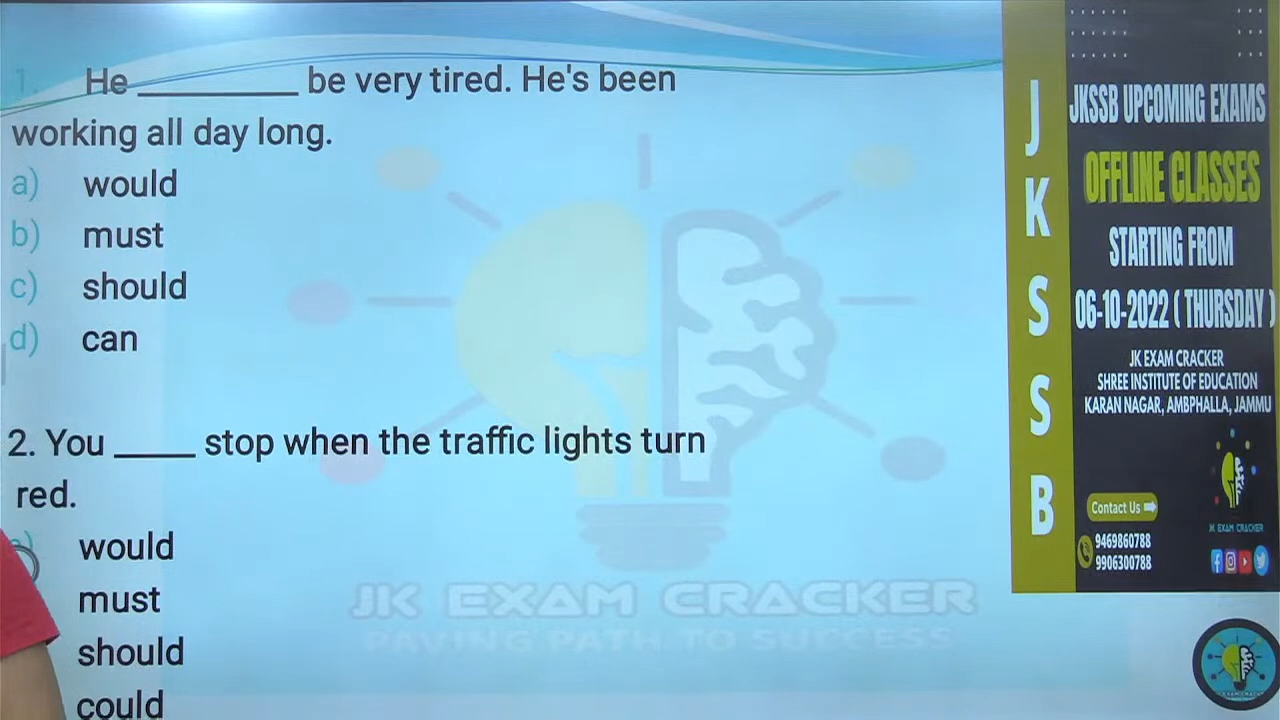 1. He ________ be very tired. He's been
working all day long.
a) would
b) must
c) should
d) can
2. You ____ stop when the traffic lights turn
red.
a) would
must
should
could
JK EXAM CRACKER
PAVING PATH TO SUCCESS
J
K
S
S
B
JKSSB UPCOMING EXAMS
OFFLINE CLASSES
STARTING FROM
06-10-2022 ( THURSDAY )
JK EXAM CRACKER
SHREE INSTITUTE OF EDUCATION
KARAN NAGAR, AMBPHALLA, JAMMU
JK EXAM CRACKER
Contact Us
9469860788
9906300788